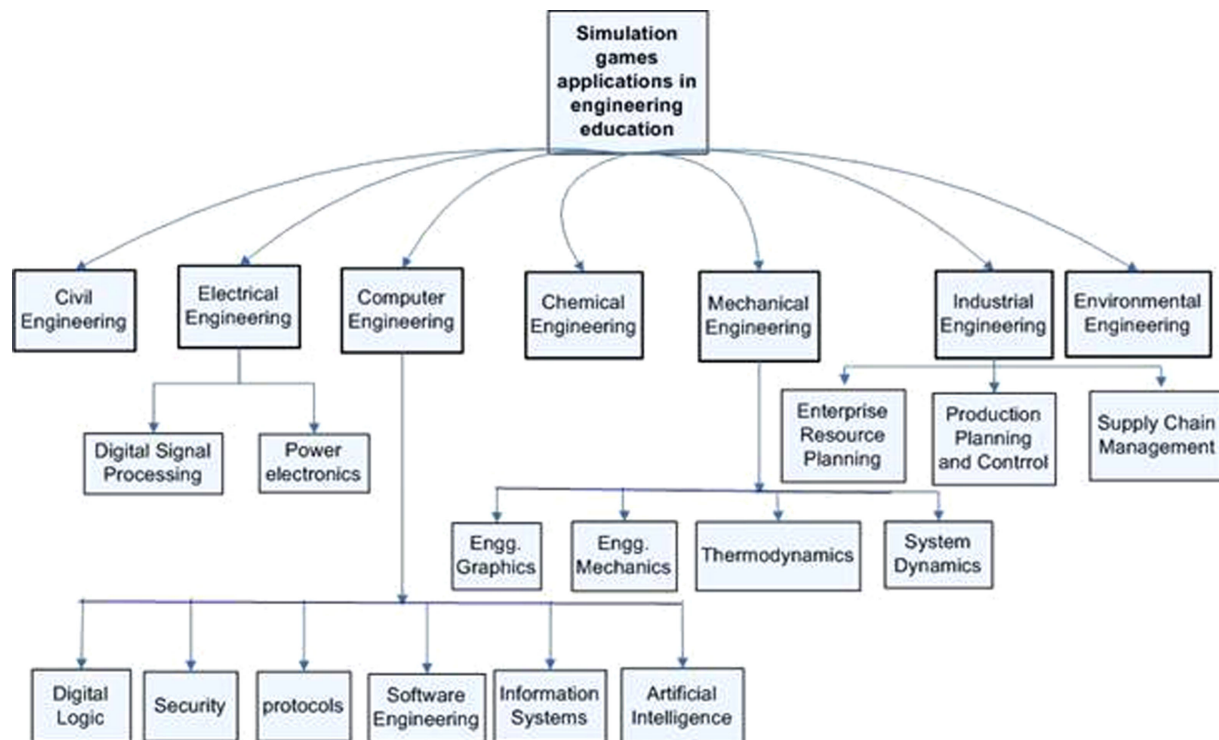 Simulation
games
applications in
engineering
education
Civil
Engineering
Electrical
Engineering
Computer
Engineering
Chemical
Engineering
Mechanical
Engineering
Industrial
Engineering
Environmental
Engineering
Digital Signal
Processing
Power
electronics
Enterprise
Resource
Planning
Production
Planning
and Contrrol
Supply Chain
Management
Engg.
Graphics
Engg.
Mechanics
Thermodynamics
System
Dynamics
Digital
Logic
Security
protocols
Software
Engineering
Information
Systems
Artificial
Intelligence